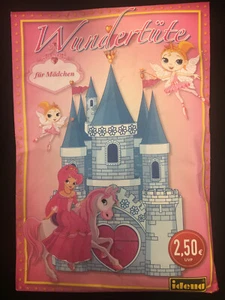 Wundertüte
für Mädchen
2,50€
UVP
idena